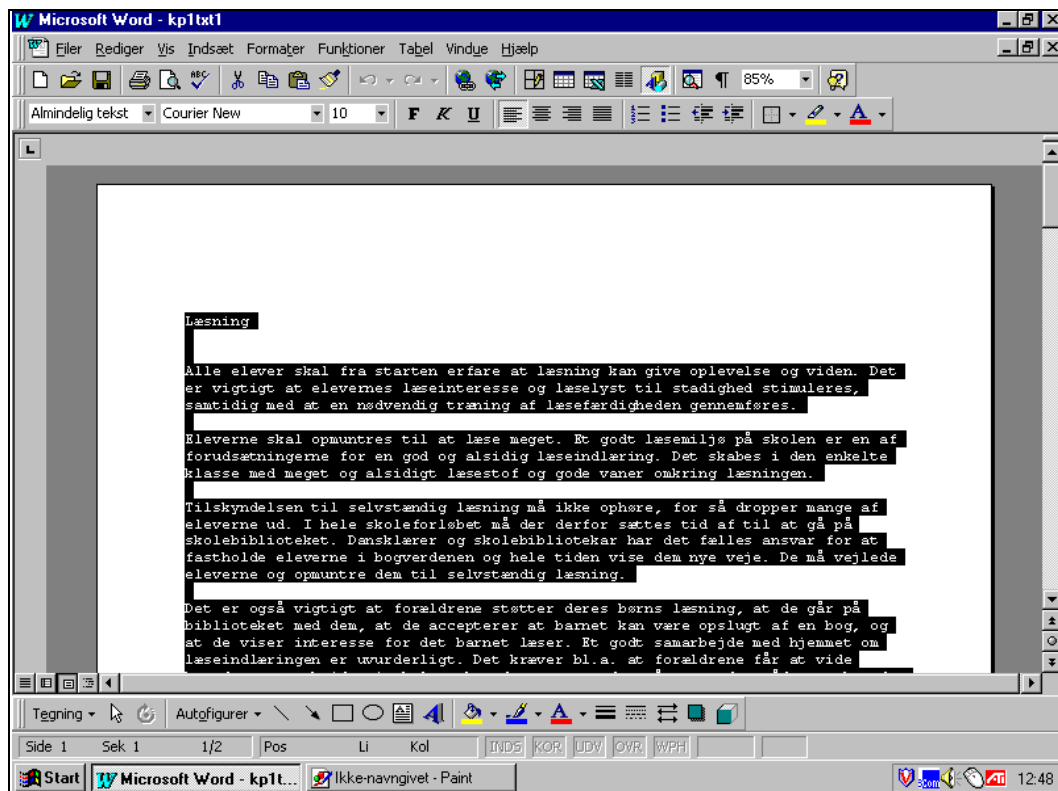 Microsoft Word - kp1txt1
Filer Rediger Vis Indsæt Formater Funktioner Tabel Vindue Hjælp
ABC 85%
Almindelig tekst Courier New 10 F K U
L
Læsning
Alle elever skal fra starten erfare at læsning kan give oplevelse og viden. Det
er vigtigt at elevernes læseinteresse og læselyst til stadighed stimuleres,
samtidig med at en nødvendig træning af læsefærdigheden gennemføres.
Eleverne skal opmuntres til at læse meget. Et godt læsemiljø på skolen er en af
forudsætningerne for en god og alsidig læseindlæring. Det skabes i den enkelte
klasse med meget og alsidigt læsestof og gode vaner omkring læsningen.
Tilskyndelsen til selvstændig læsning må ikke ophøre, for så dropper mange af
eleverne ud. I hele skoleforløbet må der derfor sættes tid af til at gå på
skolebiblioteket. Dansklærer og skolebibliotekar har det fælles ansvar for at
fastholde eleverne i bogverdenen og hele tiden vise dem nye veje. De må vejlede
eleverne og opmuntre dem til selvstændig læsning.
Det er også vigtigt at forældrene støtter deres børns læsning, at de går på
biblioteket med dem, at de accepterer at barnet kan være opslugt af en bog, og
at de viser interesse for det barnet læser. Et godt samarbejde med hjemmet om
læseindlæringen er uvurderligt. Det kræver bl.a. at forældrene får at vide
Tegning Autofigurer
Side 1 Sek 1 1/2 Pos Li Kol INDS KOR UDV OVR WPH
Start Microsoft Word - kp1t... Ikke-navngivet - Paint 3com ATI 12:48